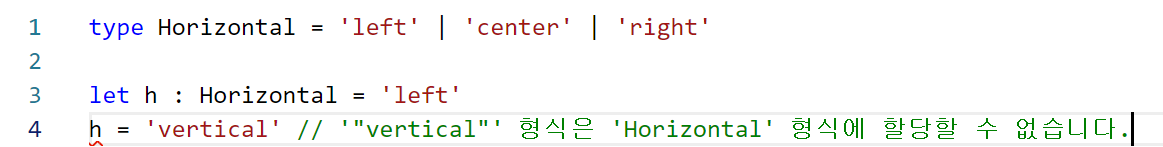 1 type Horizontal = 'left' | 'center' | 'right'
2
3 let h : Horizontal = 'left'
4 h = 'vertical' // '"vertical"' 형식은 'Horizontal' 형식에 할당할 수 없습니다.